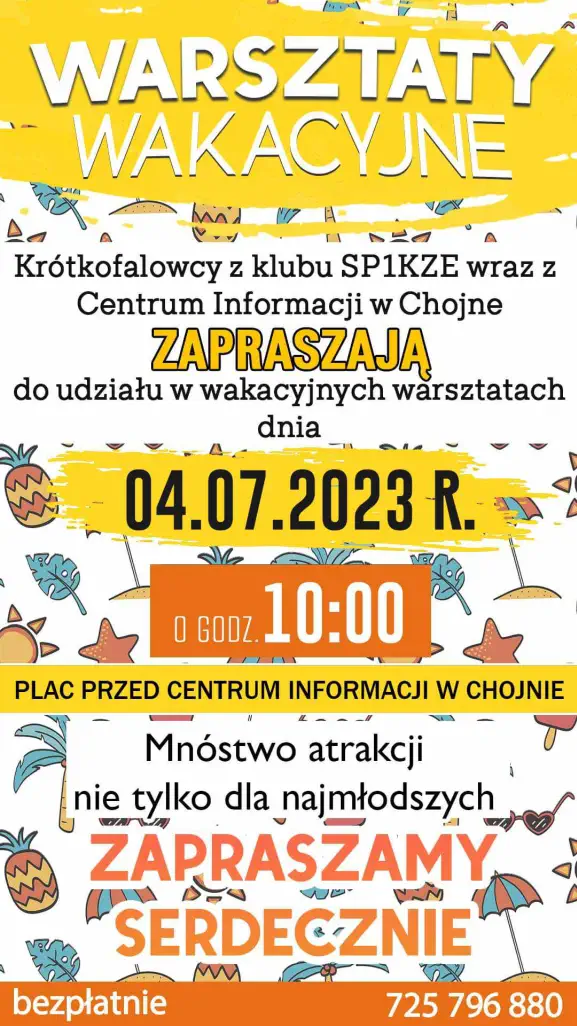 WARSZTATY
WAKACYJNE
Krótkofalowcy z klubu SP1KZE wraz z
Centrum Informacji w Chojne
ZAPRASZAJĄ
do udziału w wakacyjnych warsztatach
dnia
04.07.2023 R.
O GODZ. 10:00
PLAC PRZED CENTRUM INFORMACJI W CHOJNIE
Mnóstwo atrakcji
nie tylko dla najmłodszych
ZAPRASZAMY
SERDECZNIE
bezpłatnie 725 796 880